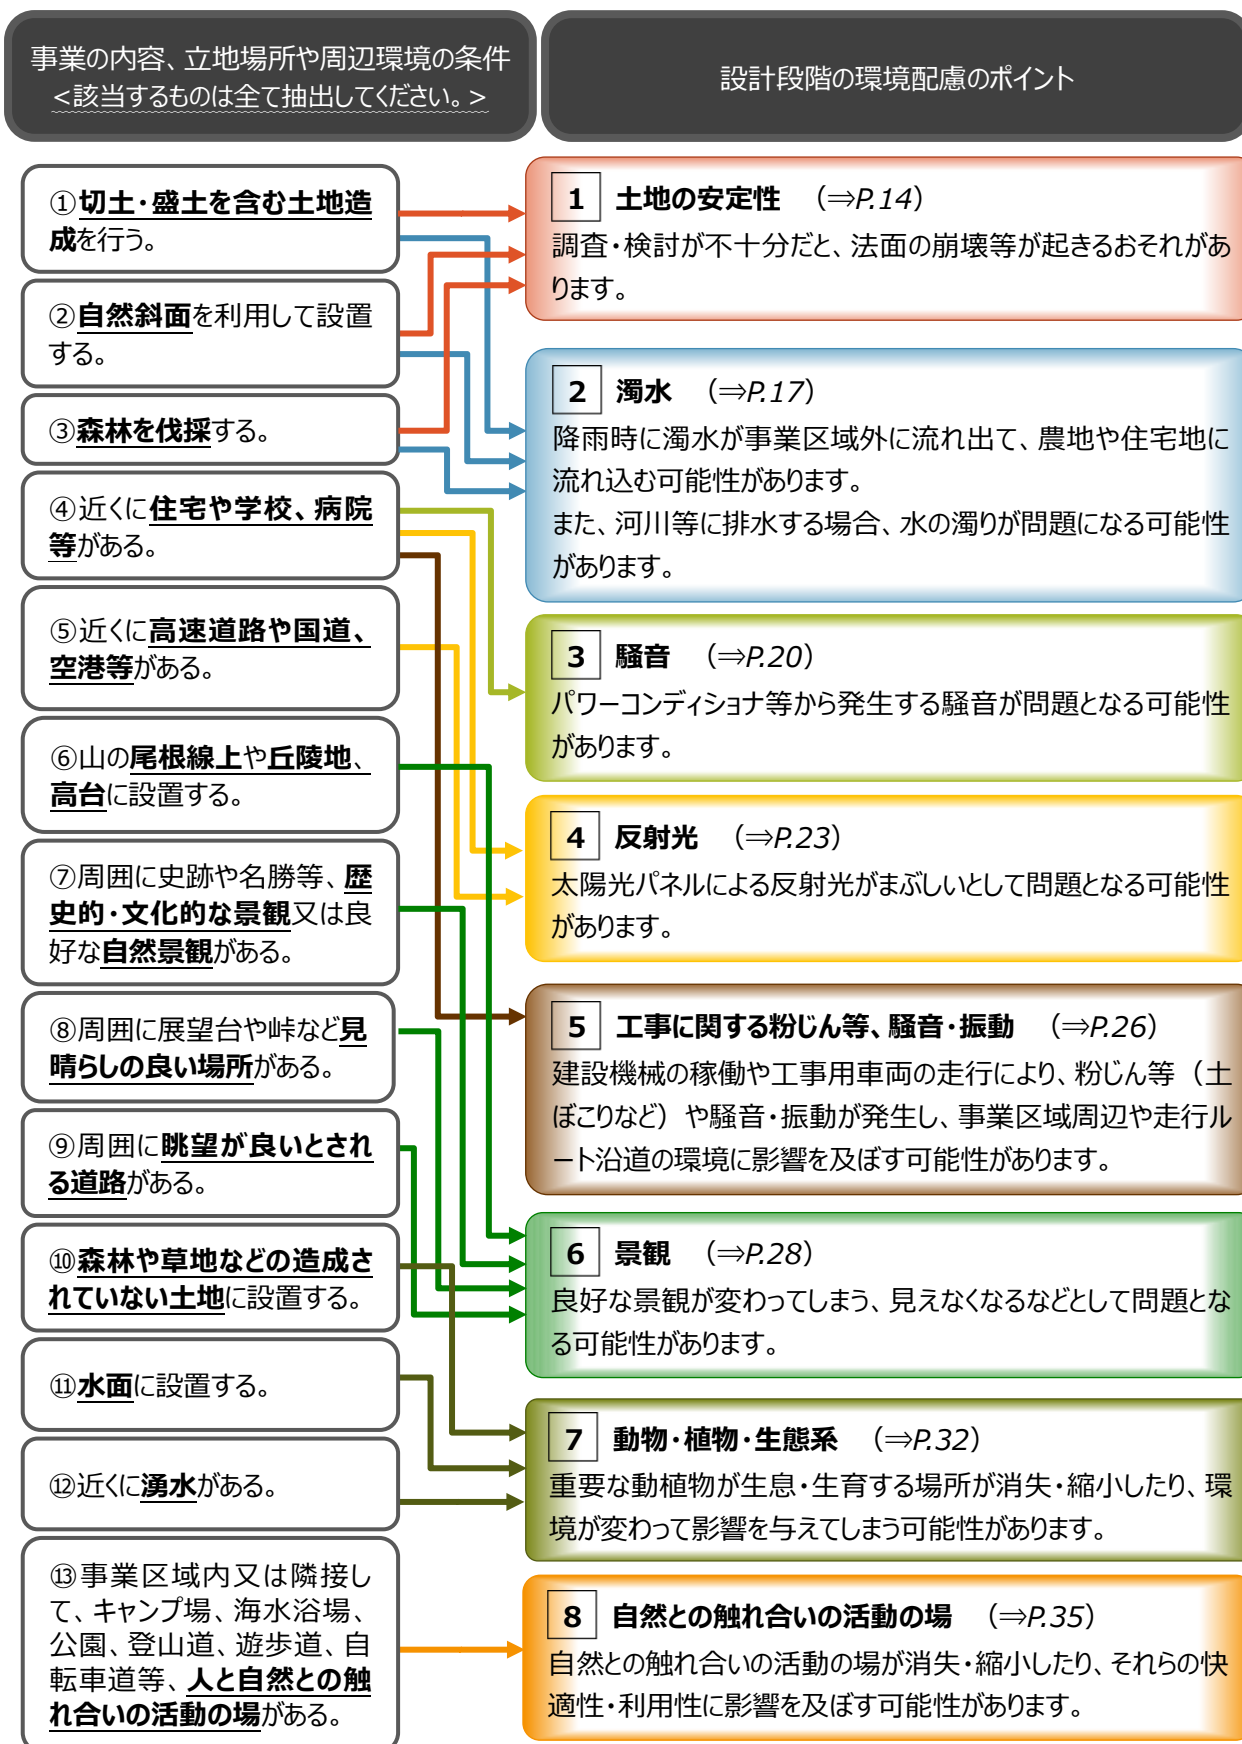 事業の内容、立地場所や周辺環境の条件
<該当するものは全て抽出してください。>
設計段階の環境配慮のポイント
①切土・盛土を含む土地造
成を行う。
②自然斜面を利用して設置
する。
③森林を伐採する。
④近くに住宅や学校、病院
等がある。
⑤近くに高速道路や国道、
空港等がある。
⑥山の尾根線上や丘陵地、
高台に設置する。
⑦周囲に史跡や名勝等、歴
史的・文化的な景観又は良
好な自然景観がある。
⑧周囲に展望台や峠など見
晴らしの良い場所がある。
⑨周囲に眺望が良いとされ
る道路がある。
⑩森林や草地などの造成さ
れていない土地に設置する。
⑪水面に設置する。
⑫近くに湧水がある。
⑬事業区域内又は隣接し
て、キャンプ場、海水浴場、
公園、登山道、遊歩道、自
転車道等、人と自然との触
れ合いの活動の場がある。
1 土地の安定性 (⇒P.14)
調査・検討が不十分だと、法面の崩壊等が起きるおそれがあ
ります。
2 濁水 (⇒P.17)
降雨時に濁水が事業区域外に流れ出て、農地や住宅地に
流れ込む可能性があります。
また、河川等に排水する場合、水の濁りが問題になる可能性
があります。
3 騒音 (⇒P.20)
パワーコンディショナ等から発生する騒音が問題となる可能性
があります。
4 反射光 (⇒P.23)
太陽光パネルによる反射光がまぶしいとして問題となる可能性
があります。
5 工事に関する粉じん等、騒音・振動 (⇒P.26)
建設機械の稼働や工事用車両の走行により、粉じん等（土
ぼこりなど）や騒音・振動が発生し、事業区域周辺や走行ル
ート沿道の環境に影響を及ぼす可能性があります。
6 景観 (⇒P.28)
良好な景観が変わってしまう、見えなくなるなどとして問題とな
る可能性があります。
7 動物・植物・生態系 (⇒P.32)
重要な動植物が生息・生育する場所が消失・縮小したり、環
境が変わって影響を与えてしまう可能性があります。
8 自然との触れ合いの活動の場 (⇒P.35)
自然との触れ合いの活動の場が消失・縮小したり、それらの快
適性・利用性に影響を及ぼす可能性があります。